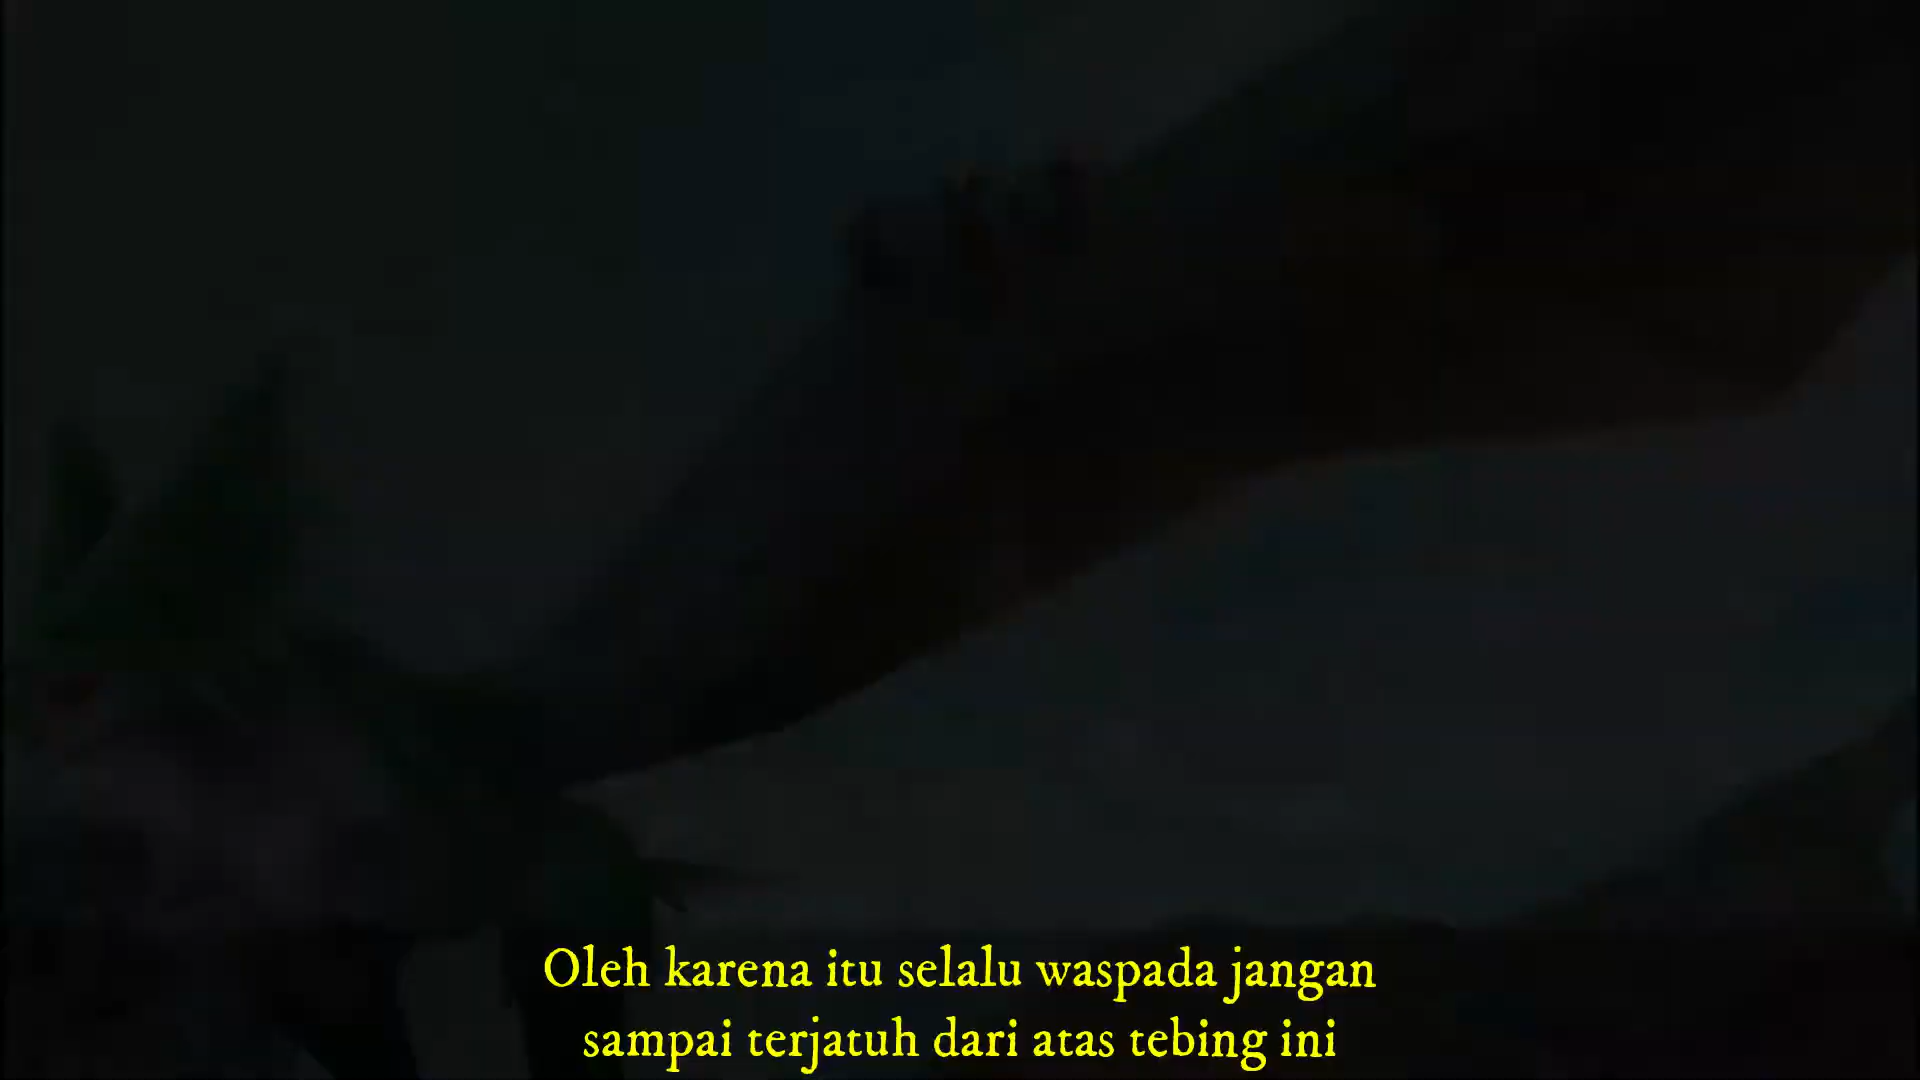 Oleh karena itu selalu waspada jangan
sampai terjatuh dari atas tebing ini